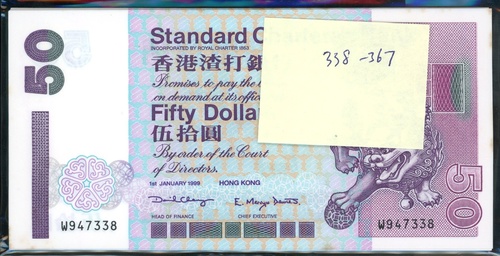 50
Standard C
INCORPORATED BY ROYAL CHARTER 1853
338-367
香港渣打銀
Promises to pay the
on demand at its offic
Fifty Dolla
伍拾圓
By order of the Court
of Directors.
1st JANUARY 1999 HONG KONG
HEAD OF FINANCE CHIEF EXECUTIVE
W947338 W947338
50